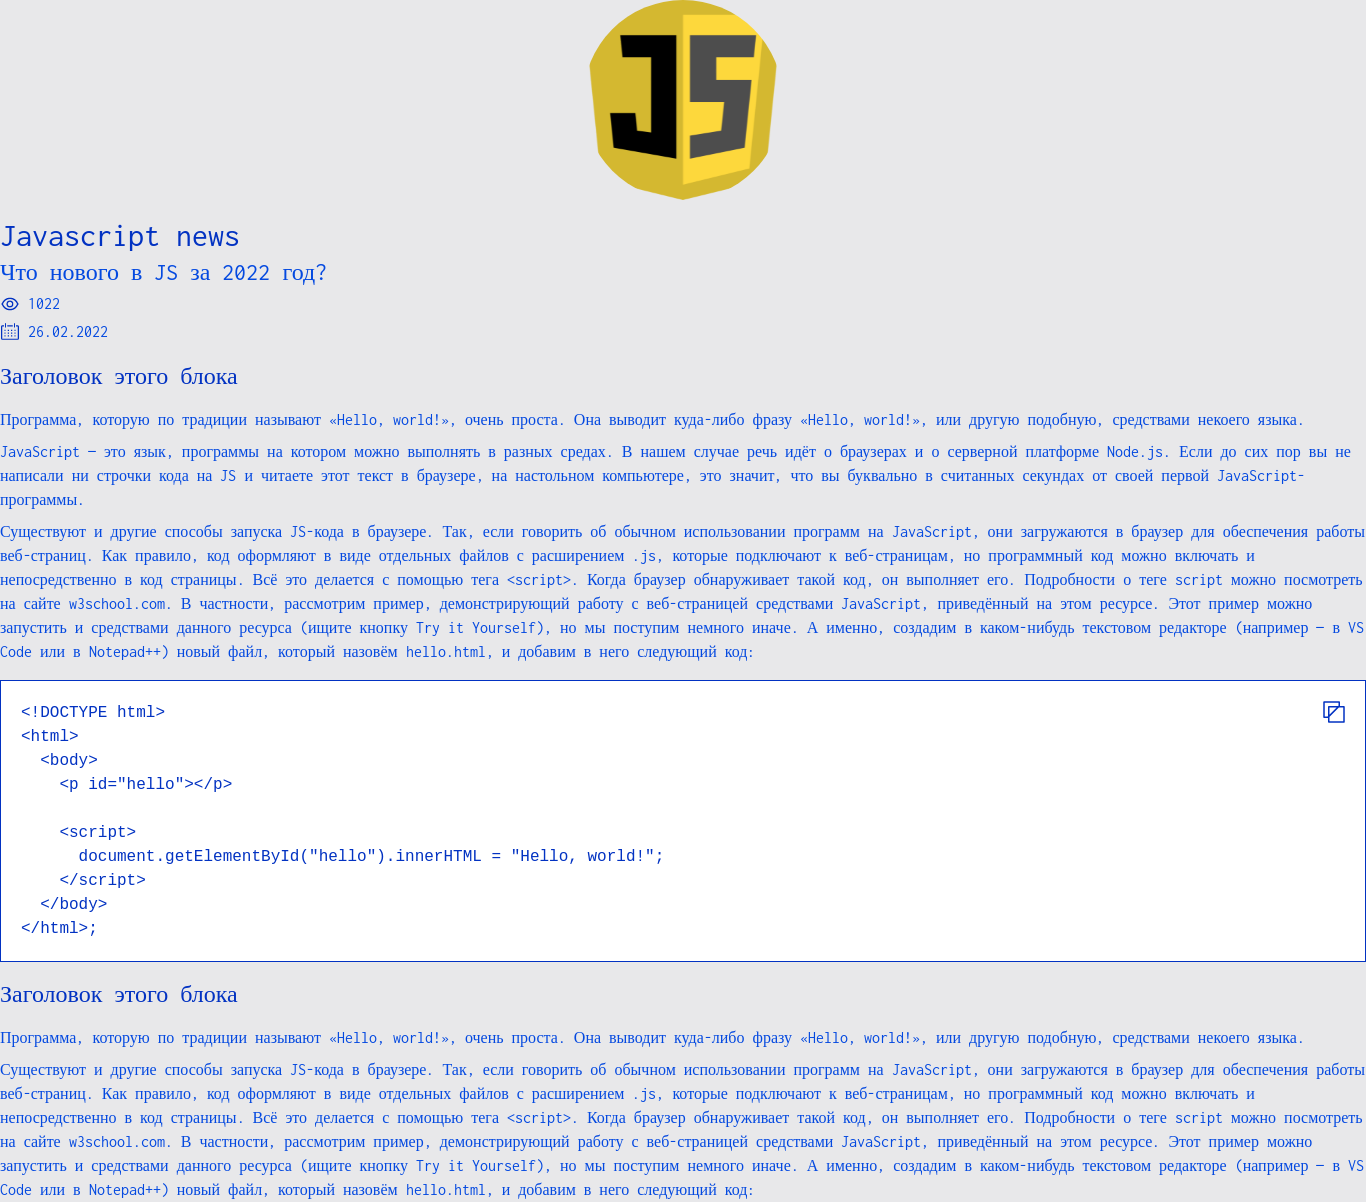 JS
Javascript news
Что нового в JS за 2022 год?
1022
26.02.2022
Заголовок этого блока
Программа, которую по традиции называют «Hello, world!», очень проста. Она выводит куда-либо фразу «Hello, world!», или другую подобную, средствами некоего языка.
JavaScript — это язык, программы на котором можно выполнять в разных средах. В нашем случае речь идёт о браузерах и о серверной платформе Node.js. Если до сих пор вы не
написали ни строчки кода на JS и читаете этот текст в браузере, на настольном компьютере, это значит, что вы буквально в считанных секундах от своей первой JavaScript-
программы.
Существуют и другие способы запуска JS-кода в браузере. Так, если говорить об обычном использовании программ на JavaScript, они загружаются в браузер для обеспечения работы
веб-страниц. Как правило, код оформляют в виде отдельных файлов с расширением .js, которые подключают к веб-страницам, но программный код можно включать и
непосредственно в код страницы. Всё это делается с помощью тега <script>. Когда браузер обнаруживает такой код, он выполняет его. Подробности о теге script можно посмотреть
на сайте w3school.com. В частности, рассмотрим пример, демонстрирующий работу с веб-страницей средствами JavaScript, приведённый на этом ресурсе. Этот пример можно
запустить и средствами данного ресурса (ищите кнопку Try it Yourself), но мы поступим немного иначе. А именно, создадим в каком-нибудь текстовом редакторе (например — в VS
Code или в Notepad++) новый файл, который назовём hello.html, и добавим в него следующий код:
<!DOCTYPE html>
<html>
  <body>
    <p id="hello"></p>
    <script>
      document.getElementById("hello").innerHTML = "Hello, world!";
    </script>
  </body>
</html>;
Заголовок этого блока
Программа, которую по традиции называют «Hello, world!», очень проста. Она выводит куда-либо фразу «Hello, world!», или другую подобную, средствами некоего языка.
Существуют и другие способы запуска JS-кода в браузере. Так, если говорить об обычном использовании программ на JavaScript, они загружаются в браузер для обеспечения работы
веб-страниц. Как правило, код оформляют в виде отдельных файлов с расширением .js, которые подключают к веб-страницам, но программный код можно включать и
непосредственно в код страницы. Всё это делается с помощью тега <script>. Когда браузер обнаруживает такой код, он выполняет его. Подробности о теге script можно посмотреть
на сайте w3school.com. В частности, рассмотрим пример, демонстрирующий работу с веб-страницей средствами JavaScript, приведённый на этом ресурсе. Этот пример можно
запустить и средствами данного ресурса (ищите кнопку Try it Yourself), но мы поступим немного иначе. А именно, создадим в каком-нибудь текстовом редакторе (например — в VS
Code или в Notepad++) новый файл, который назовём hello.html, и добавим в него следующий код: